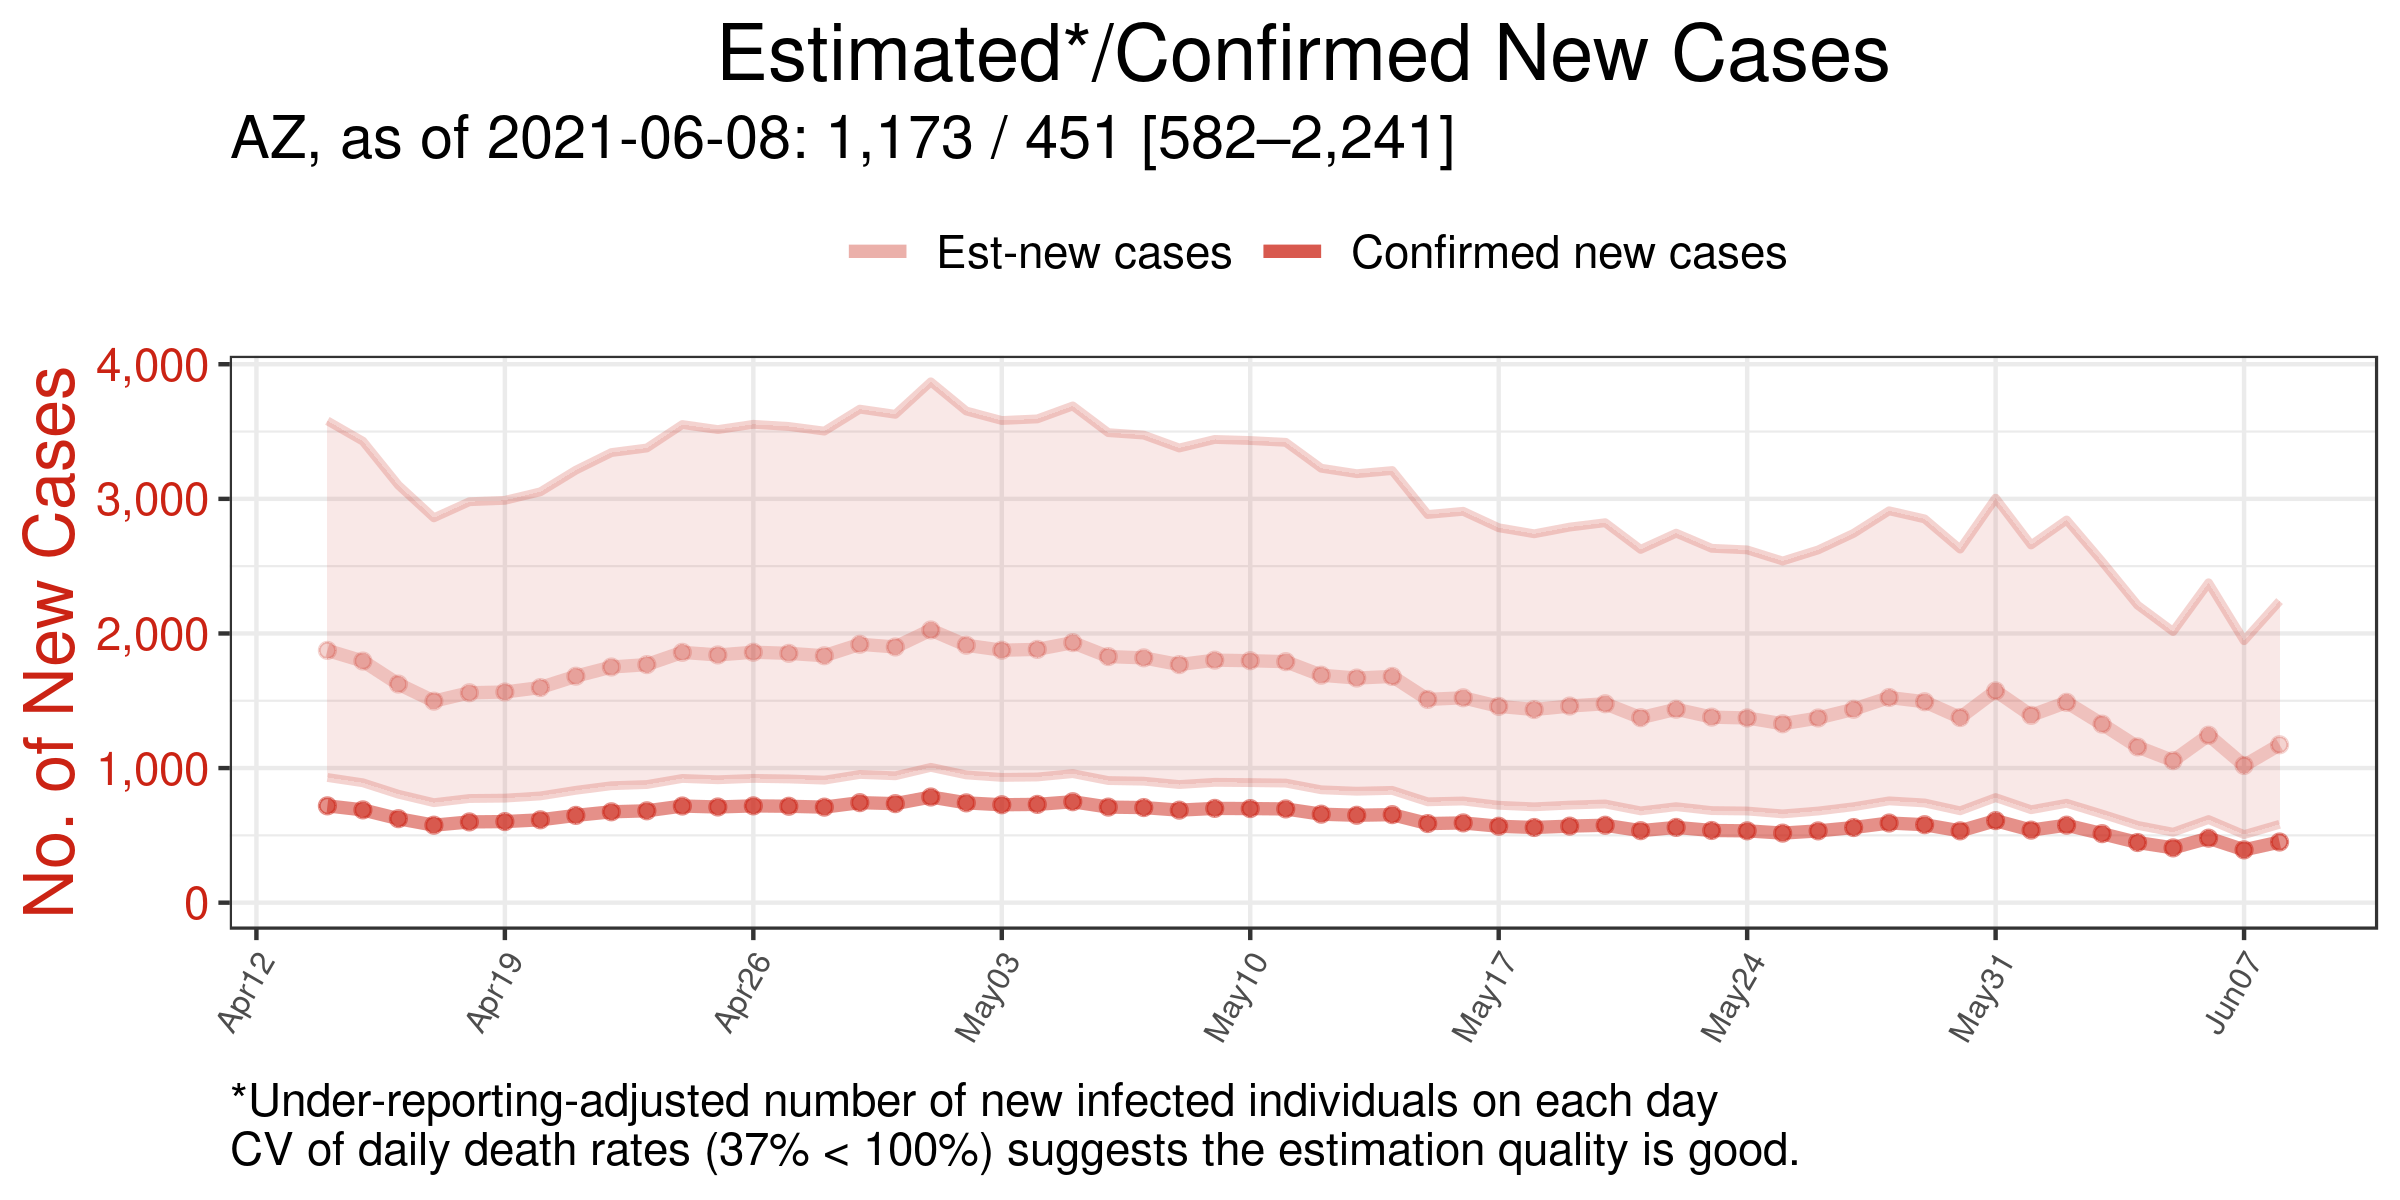 Estimated*/Confirmed New Cases
AZ, as of 2021-06-08: 1,173 / 451 [582–2,241]
Est-new cases
Confirmed new cases
No. of New Cases
4,000
3,000
2,000
1,000
0
Apr12
Apr19
Apr26
May03
May10
May17
May24
May31
Jun07
*Under-reporting-adjusted number of new infected individuals on each day
CV of daily death rates (37% < 100%) suggests the estimation quality is good.